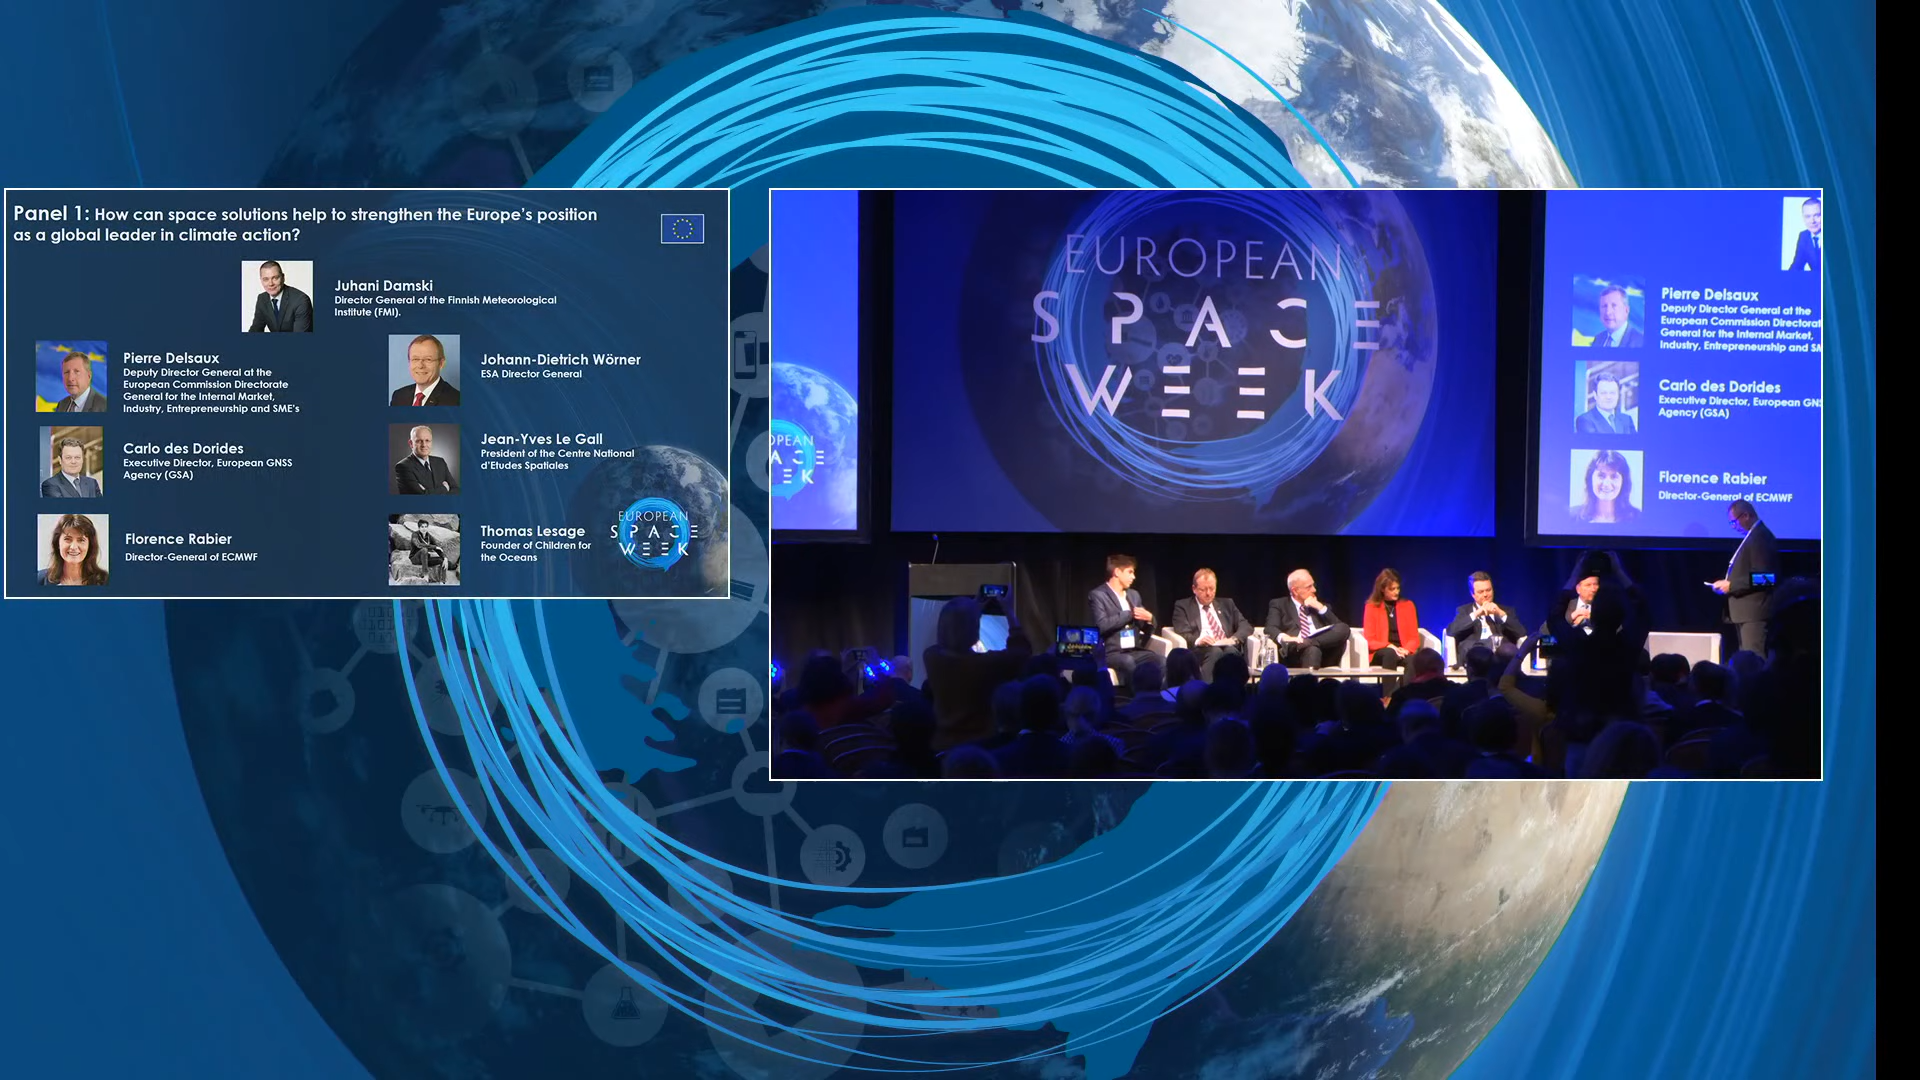 Panel 1: How can space solutions help to strengthen the Europe's position
as a global leader in climate action?
Juhani Damski
Director General of the Finnish Meteorological
Institute (FMI).
Pierre Delsaux
Deputy Director General at the
European Commission Directorate
General for the Internal Market,
Industry, Entrepreneurship and SME's
Johann-Dietrich Wörner
ESA Director General
Carlo des Dorides
Executive Director, European GNSS
Agency (GSA)
Jean-Yves Le Gall
President of the Centre National
d'Etudes Spatiales
Florence Rabier
Director-General of ECMWF
Thomas Lesage
Founder of Children for
the Oceans
EUROPEAN
SPACE
WEEK
EUROPEAN
SPACE
WEEK
Pierre Delsaux
Deputy Director General at the
European Commission Directorat
General for the Internal Market,
Industry, Entrepreneurship and SM
Carlo des Dorides
Executive Director, European GN
Agency (GSA)
Florence Rabier
Director-General of ECMWF
OPEAN
ACE
EK